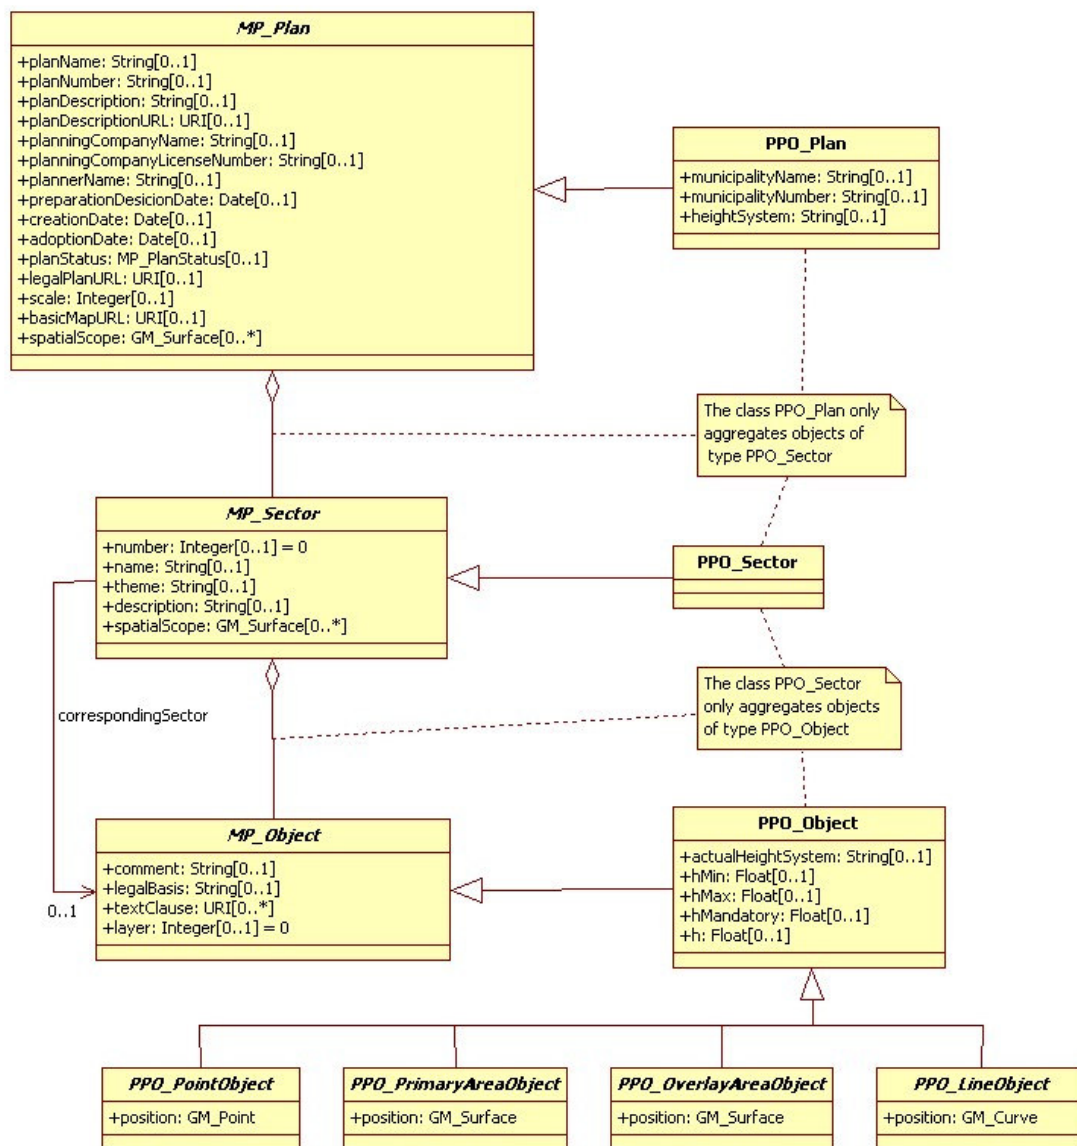 MP_Plan
+planName: String[0..1]
+planNumber: String[0..1]
+planDescription: String[0..1]
+planDescriptionURL: URI[0..1]
+planningCompanyName: String[0..1]
+planningCompanyLicenseNumber: String[0..1]
+plannerName: String[0..1]
+preparationDesicionDate: Date[0..1]
+creationDate: Date[0..1]
+adoptionDate: Date[0..1]
+planStatus: MP_PlanStatus[0..1]
+legalPlanURL: URI[0..1]
+scale: Integer[0..1]
+basicMapURL: URI[0..1]
+spatialScope: GM_Surface[0..*]
PPO_Plan
+municipalityName: String[0..1]
+municipalityNumber: String[0..1]
+heightSystem: String[0..1]
The class PPO_Plan only
aggregates objects of
type PPO_Sector
MP_Sector
+number: Integer[0..1] = 0
+name: String[0..1]
+theme: String[0..1]
+description: String[0..1]
+spatialScope: GM_Surface[0..*]
PPO_Sector
correspondingSector
The class PPO_Sector
only aggregates objects
of type PPO_Object
MP_Object
+comment: String[0..1]
+legalBasis: String[0..1]
+textClause: URI[0..*]
+layer: Integer[0..1] = 0
0..1
PPO_Object
+actualHeightSystem: String[0..1]
+hMin: Float[0..1]
+hMax: Float[0..1]
+hMandatory: Float[0..1]
+h: Float[0..1]
PPO_PointObject
+position: GM_Point
PPO_PrimaryAreaObject
+position: GM_Surface
PPO_OverlayAreaObject
+position: GM_Surface
PPO_LineObject
+position: GM_Curve